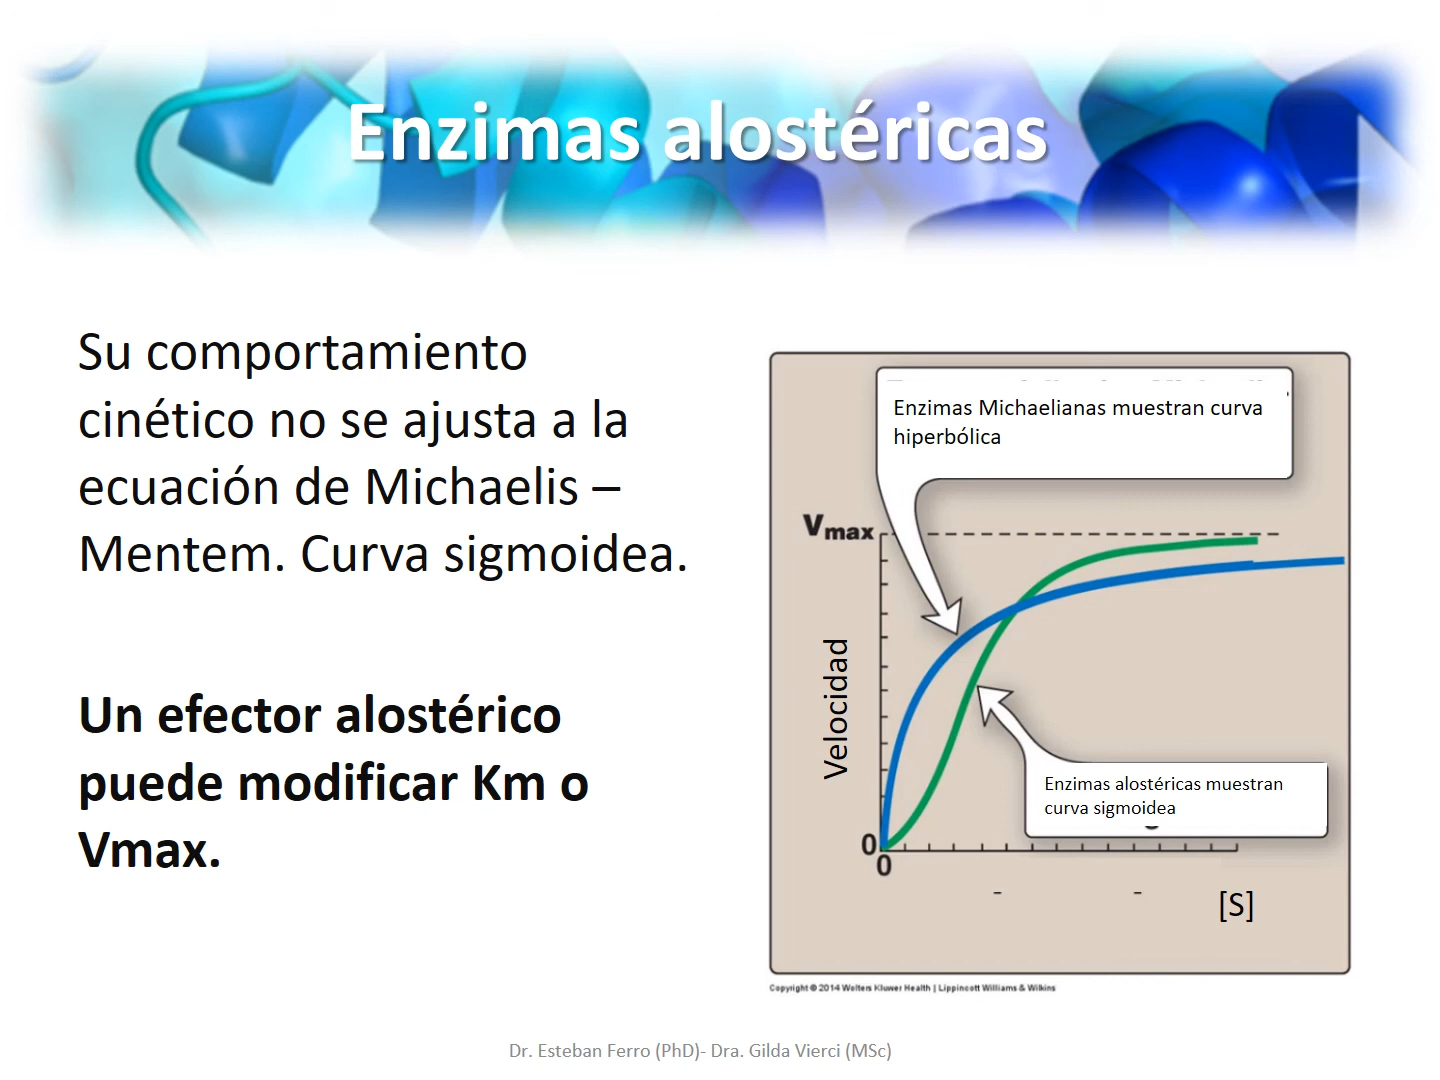 Enzimas alostéricas
Su comportamiento
cinético no se ajusta a la
ecuación de Michaelis –
Mentem. Curva sigmoidea.
Un efector alostérico
puede modificar Km o
Vmax.
Enzimas Michaelianas muestran curva
hiperbólica
Vmax
Velocidad
Enzimas alostéricas muestran
curva sigmoidea
0
0
[S]
Copyright © 2014 Wolters Kluwer Health | Lippincott Williams & Wilkins
Dr. Esteban Ferro (PhD)- Dra. Gilda Vierci (MSc)